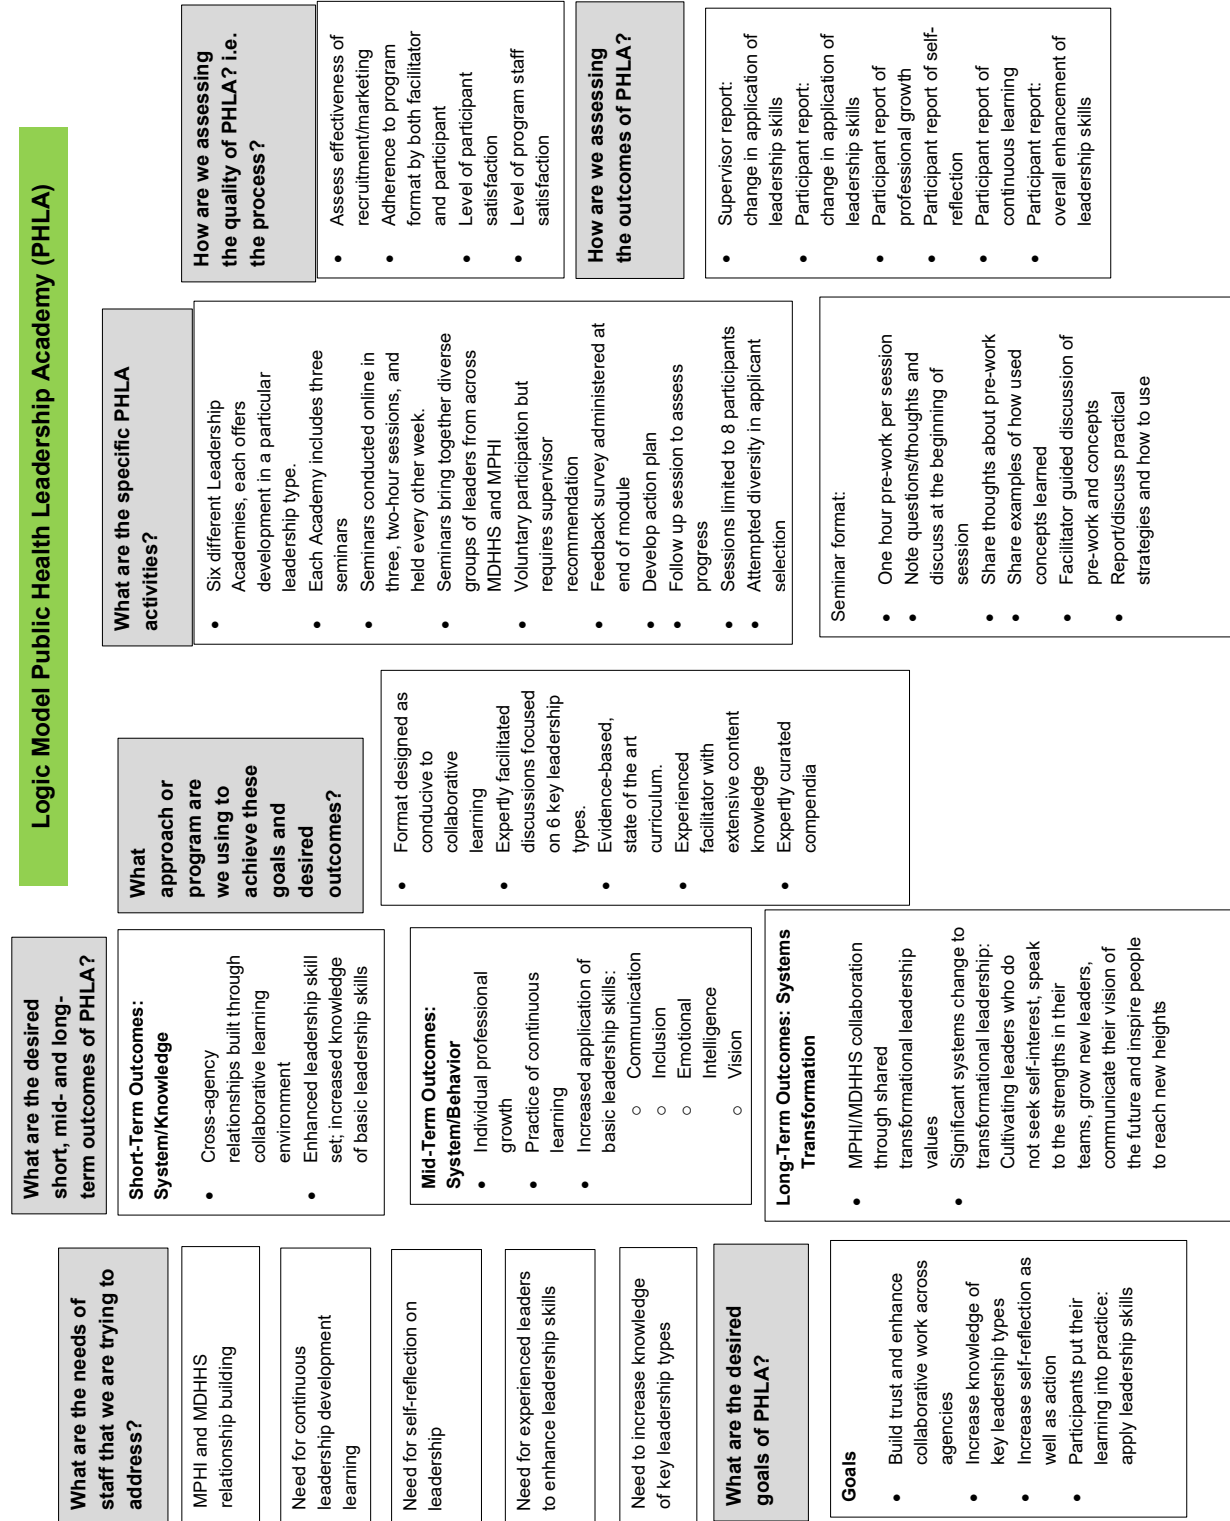 Logic Model Public Health Leadership Academy (PHLA)
What are the needs of
staff that we are trying to
address?
MPHI and MDHHS
relationship building
Need for continuous
leadership development
learning
Need for self-reflection on
leadership
Need for experienced leaders
to enhance leadership skills
Need to increase knowledge
of key leadership types
What are the desired
goals of PHLA?
Goals
• Build trust and enhance
collaborative work across
agencies
• Increase knowledge of
key leadership types
• Increase self-reflection as
well as action
• Participants put their
learning into practice:
apply leadership skills
What are the desired
short, mid- and long-
term outcomes of PHLA?
Short-Term Outcomes:
System/Knowledge
• Cross-agency
relationships built through
collaborative learning
environment
• Enhanced leadership skill
set; increased knowledge
of basic leadership skills
Mid-Term Outcomes:
System/Behavior
• Individual professional
growth
• Practice of continuous
learning
• Increased application of
basic leadership skills:
○ Communication
○ Inclusion
○ Emotional
Intelligence
○ Vision
Long-Term Outcomes: Systems
Transformation
• MPHI/MDHHS collaboration
through shared
transformational leadership
values
• Significant systems change to
transformational leadership:
Cultivating leaders who do
not seek self-interest, speak
to the strengths in their
teams, grow new leaders,
communicate their vision of
the future and inspire people
to reach new heights
What
approach or
program are
we using to
achieve these
goals and
desired
outcomes?
• Format designed as
conducive to
collaborative
learning
• Expertly facilitated
discussions focused
on 6 key leadership
types.
• Evidence-based,
state of the art
curriculum.
• Experienced
facilitator with
extensive content
knowledge
• Expertly curated
compendia
What are the specific PHLA
activities?
• Six different Leadership
Academies, each offers
development in a particular
leadership type.
• Each Academy includes three
seminars
• Seminars conducted online in
three, two-hour sessions, and
held every other week.
• Seminars bring together diverse
groups of leaders from across
MDHHS and MPHI
• Voluntary participation but
requires supervisor
recommendation
• Feedback survey administered at
end of module
• Develop action plan
• Follow up session to assess
progress
• Sessions limited to 8 participants
• Attempted diversity in applicant
selection
Seminar format:
• One hour pre-work per session
• Note questions/thoughts and
discuss at the beginning of
session
• Share thoughts about pre-work
• Share examples of how used
concepts learned
• Facilitator guided discussion of
pre-work and concepts
• Report/discuss practical
strategies and how to use
How are we assessing
the quality of PHLA? i.e.
the process?
• Assess effectiveness of
recruitment/marketing
• Adherence to program
format by both facilitator
and participant
• Level of participant
satisfaction
• Level of program staff
satisfaction
How are we assessing
the outcomes of PHLA?
• Supervisor report:
change in application of
leadership skills
• Participant report:
change in application of
leadership skills
• Participant report of
professional growth
• Participant report of self-
reflection
• Participant report of
continuous learning
• Participant report:
overall enhancement of
leadership skills